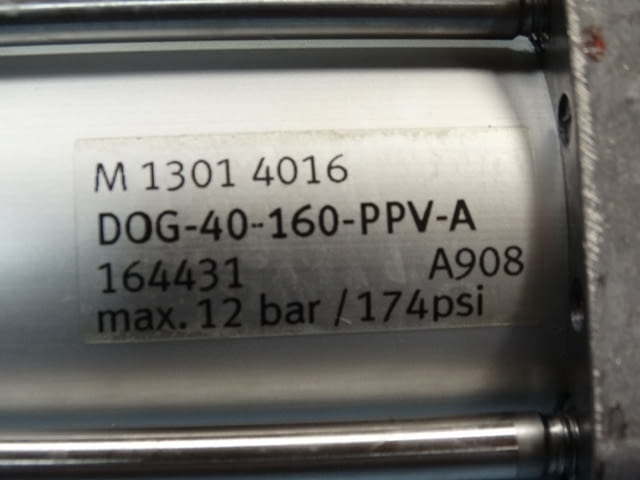 M 1301 4016
DOG-40-160-PPV-A
164431 A908
max. 12 bar / 174psi